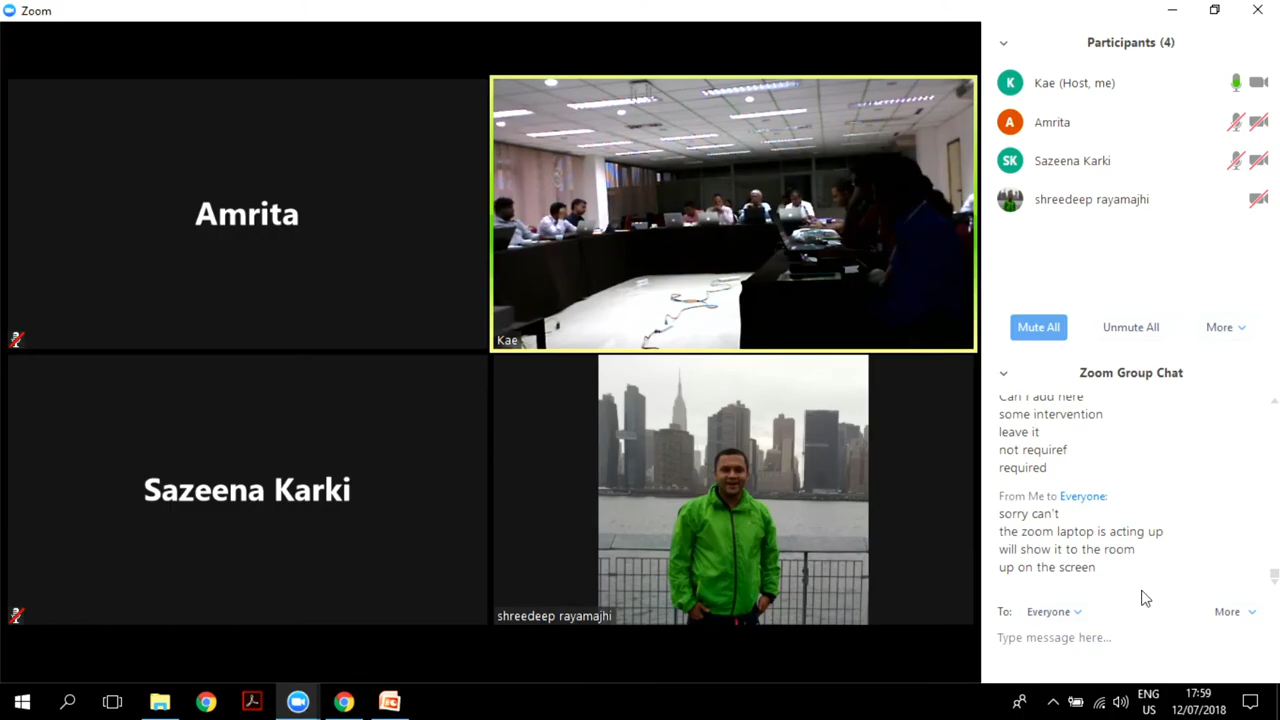 Zoom
Amrita
Kae
Sazeena Karki
shreedeep rayamajhi
Participants (4)
K
Kae (Host, me)
A
Amrita
SK
Sazeena Karki
shreedeep rayamajhi
Mute All
Unmute All
More
Zoom Group Chat
Can I add here
some intervention
leave it
not requiref
required
From Me to Everyone:
sorry can't
the zoom laptop is acting up
will show it to the room
up on the screen
To: Everyone
More
Type message here...
ENG
US
17:59
12/07/2018